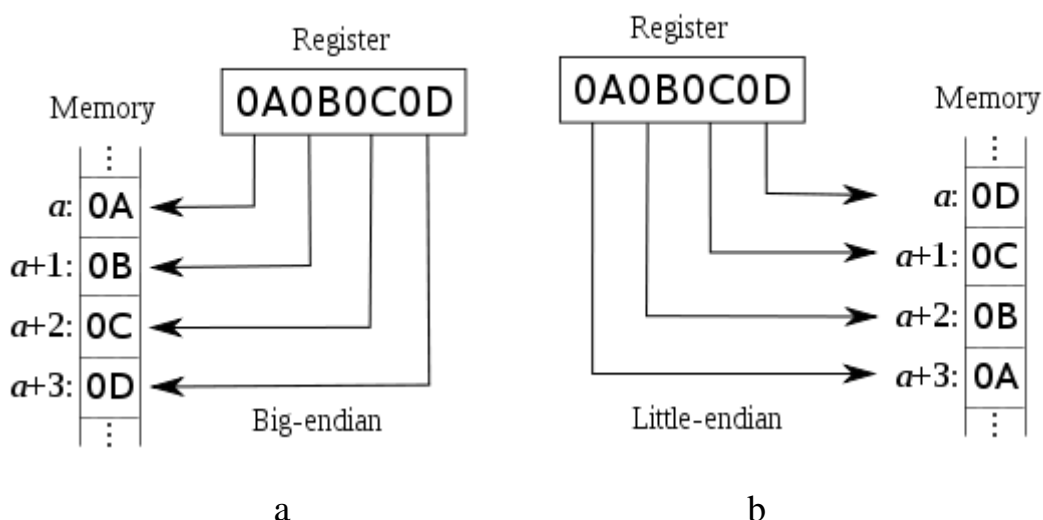 Register
0A0B0C0D
Memory
a: 0A
a+1: 0B
a+2: 0C
a+3: 0D
Big-endian
a
Register
0A0B0C0D
Memory
a: 0D
a+1: 0C
a+2: 0B
a+3: 0A
Little-endian
b